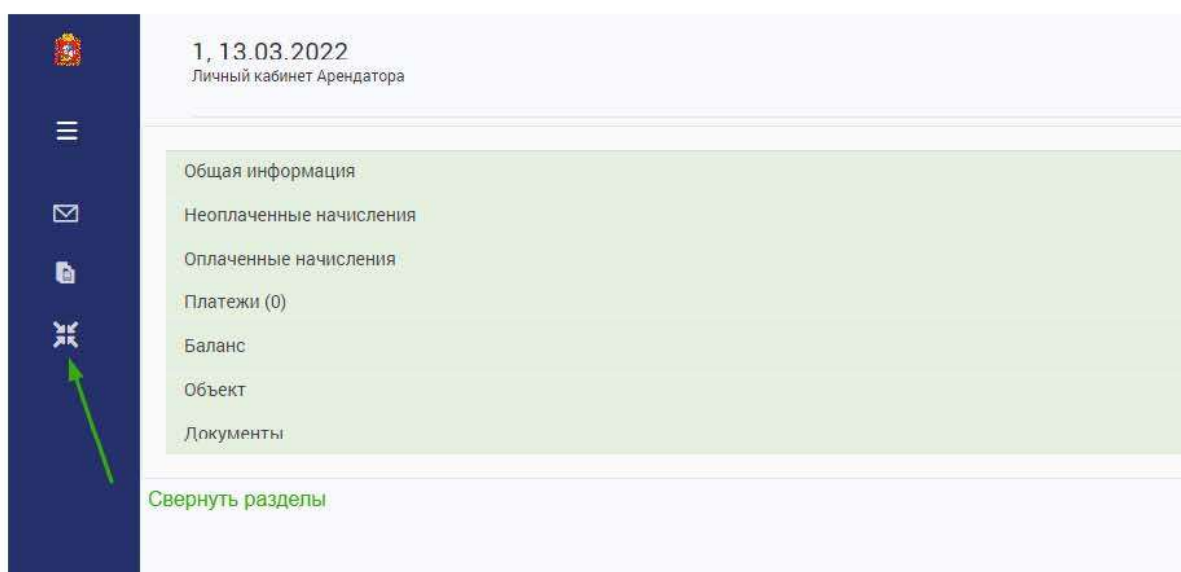 1, 13.03.2022
Личный кабинет Арендатора
Общая информация
Неоплаченные начисления
Оплаченные начисления
Платежи (0)
Баланс
Объект
Документы
Свернуть разделы